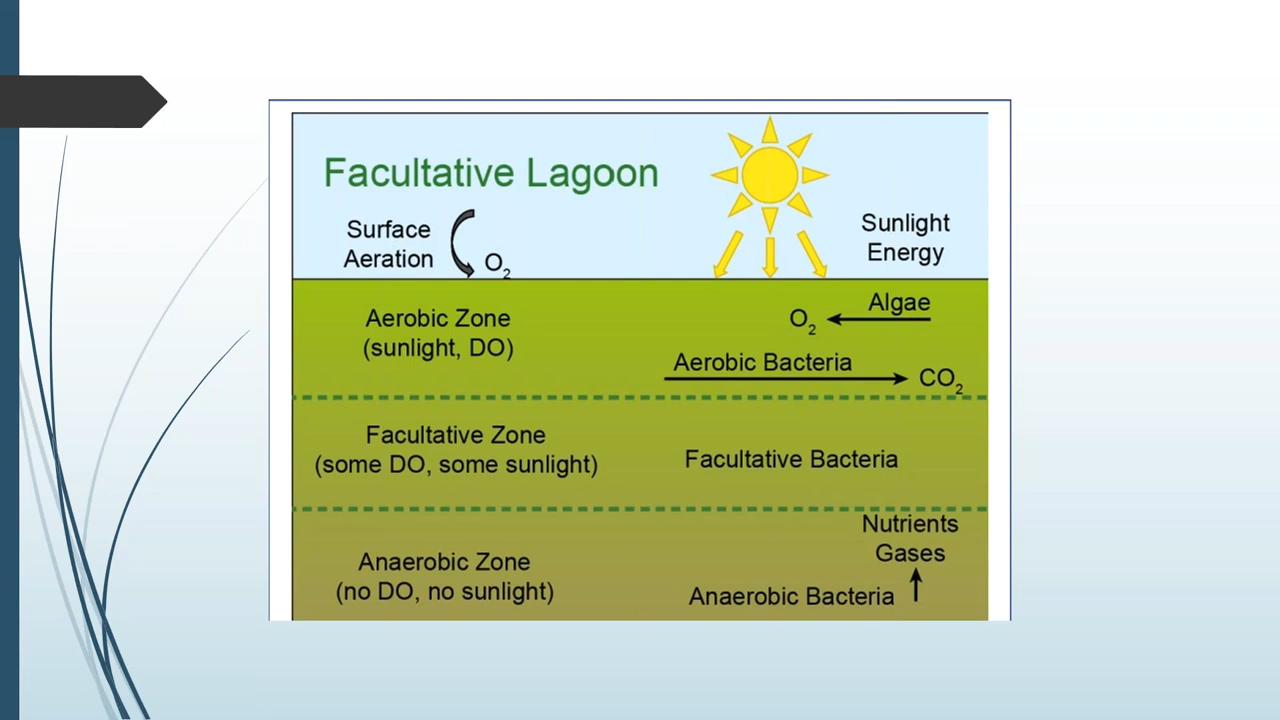 Facultative Lagoon
Surface
Aeration
O₂
Sunlight
Energy
Aerobic Zone
(sunlight, DO)
Algae
O₂
Aerobic Bacteria
CO₂
Facultative Zone
(some DO, some sunlight)
Facultative Bacteria
Nutrients
Gases
Anaerobic Zone
(no DO, no sunlight)
Anaerobic Bacteria